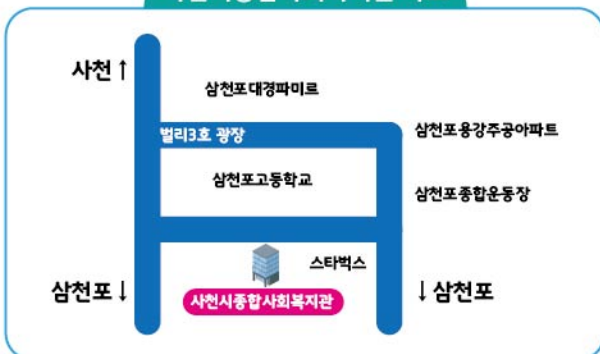 사천 ↑
삼천포대경파미르
벌리3호 광장
삼천포용강주공아파트
삼천포고등학교
삼천포종합운동장
스타벅스
삼천포 ↓
사천시종합사회복지관
↓ 삼천포